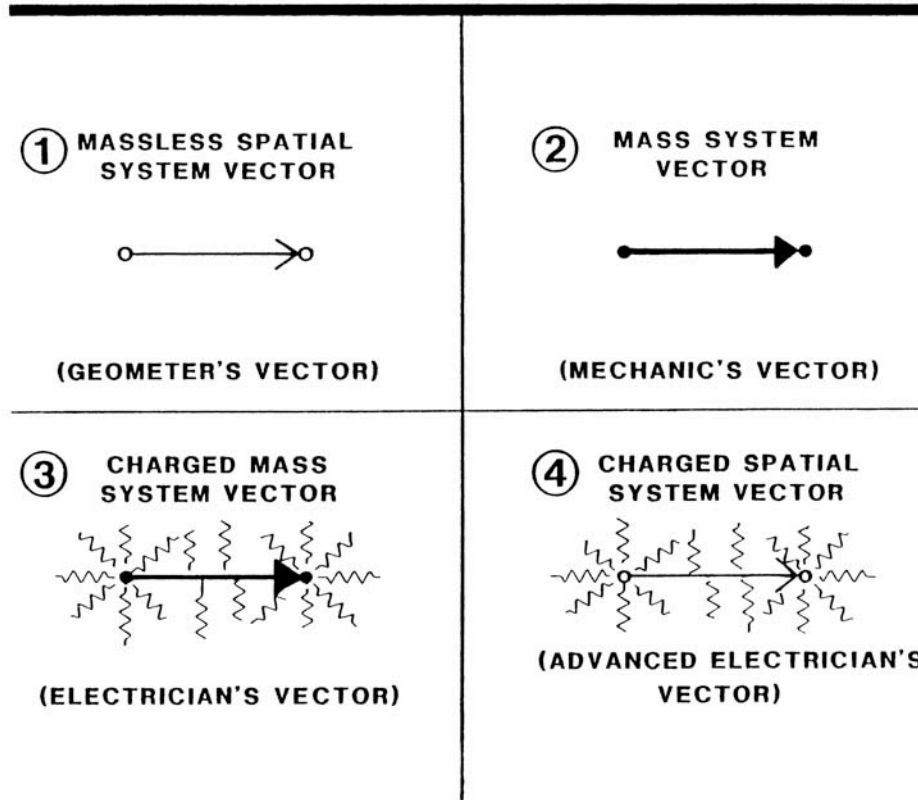 1 MASSLESS SPATIAL
SYSTEM VECTOR
(GEOMETER'S VECTOR)
2 MASS SYSTEM
VECTOR
(MECHANIC'S VECTOR)
3 CHARGED MASS
SYSTEM VECTOR
(ELECTRICIAN'S VECTOR)
4 CHARGED SPATIAL
SYSTEM VECTOR
(ADVANCED ELECTRICIAN'S
VECTOR)